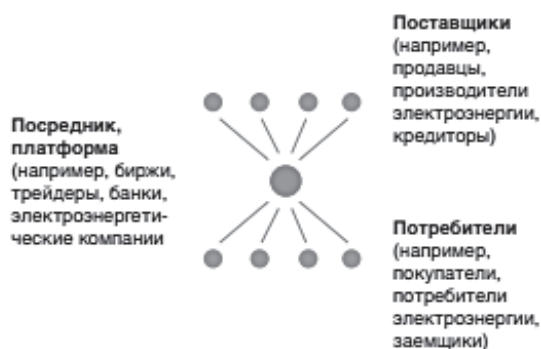 Поставщики
(например,
продавцы,
производители
электроэнергии,
кредиторы)
Посредник,
платформа
(например, биржи,
трейдеры, банки,
электроэнергети-
ческие компании
Потребители
(например,
покупатели,
потребители
электроэнергии,
заемщики)